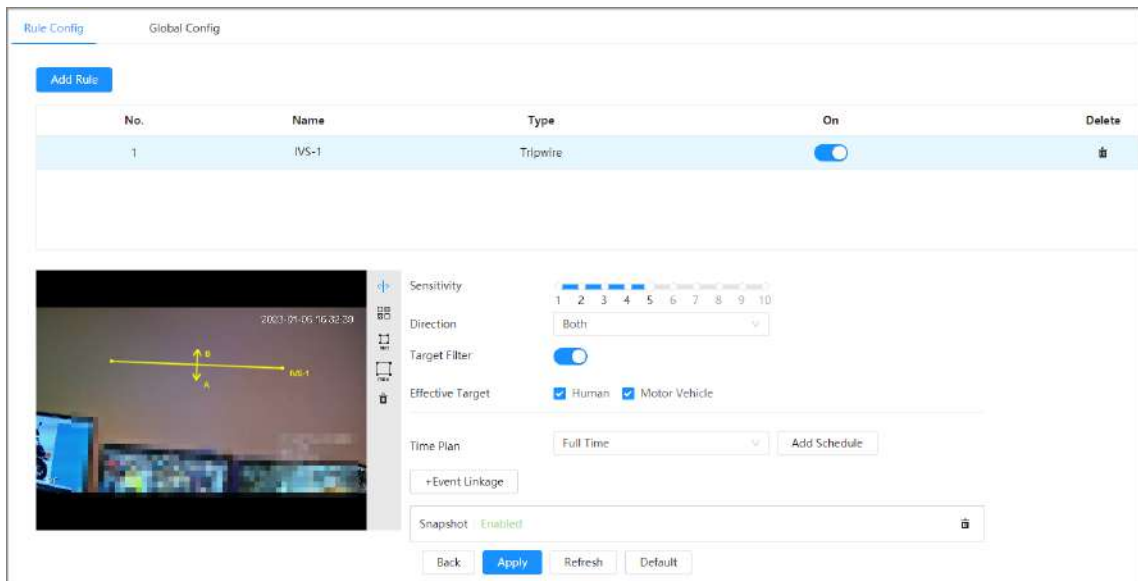 Rule Config Global Config
Add Rule
No. Name Type On Delete
1 IVS-1 Tripwire
2023-01-06 16:32:39
B
IVS-1
A
Sensitivity
1 2 3 4 5 6 7 8 9 10
Direction Both
Target Filter
Effective Target Human Motor Vehicle
Time Plan Full Time Add Schedule
+Event Linkage
Snapshot Enabled
Back Apply Refresh Default